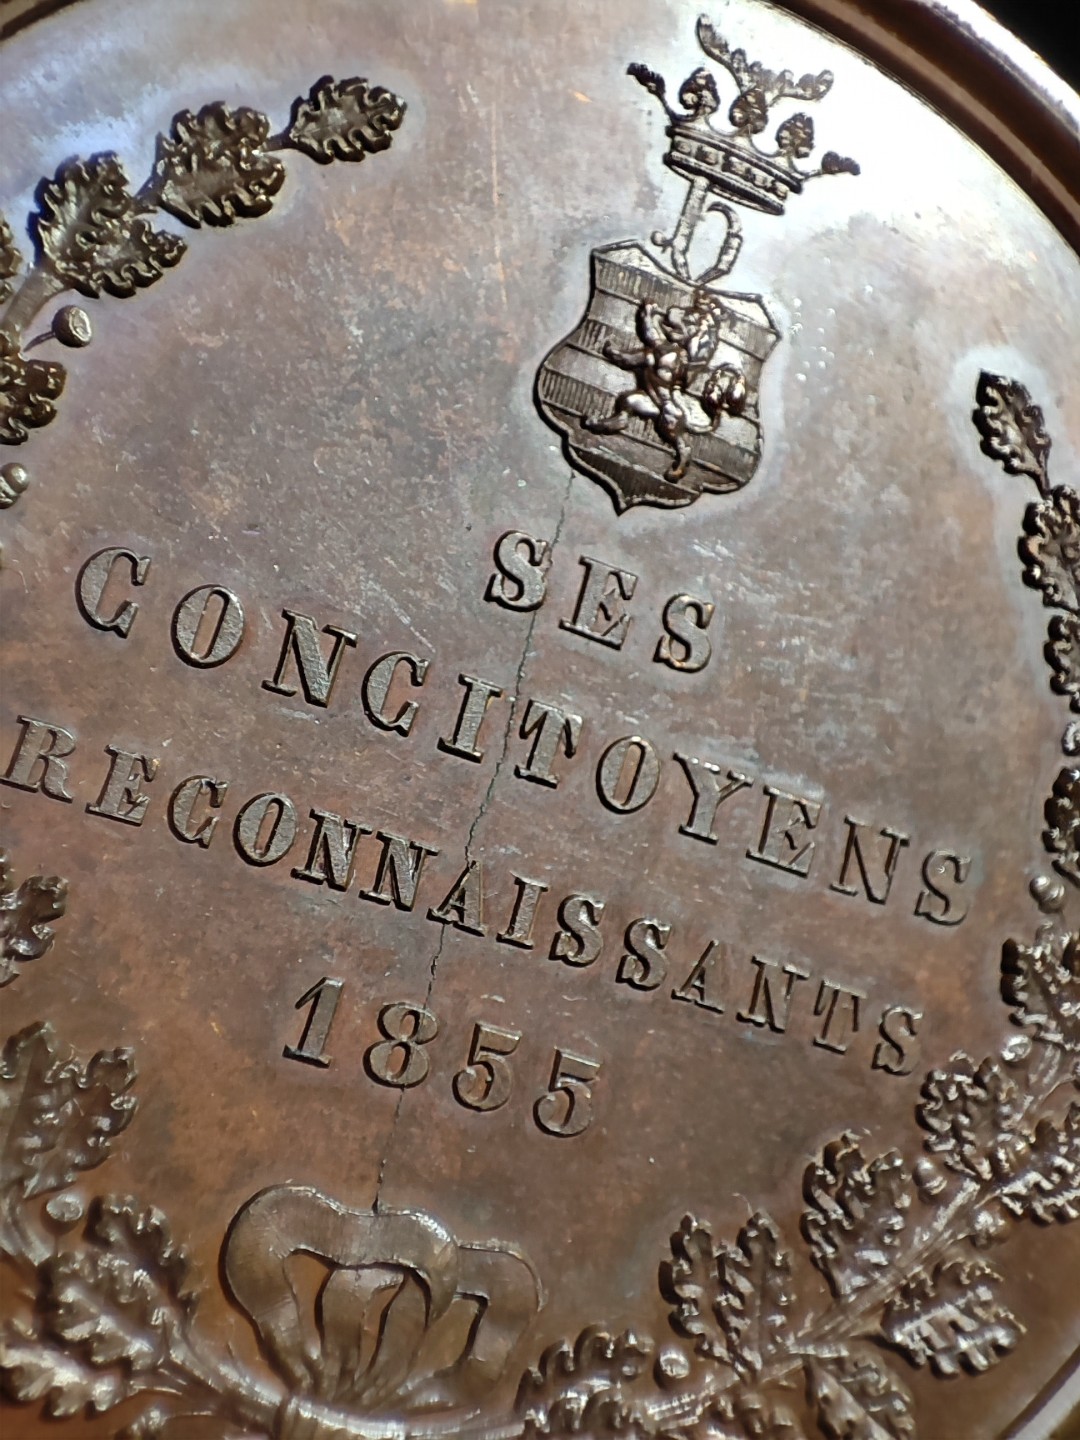 SES
CONCITOYENS
RECONNAISSANTS
1855